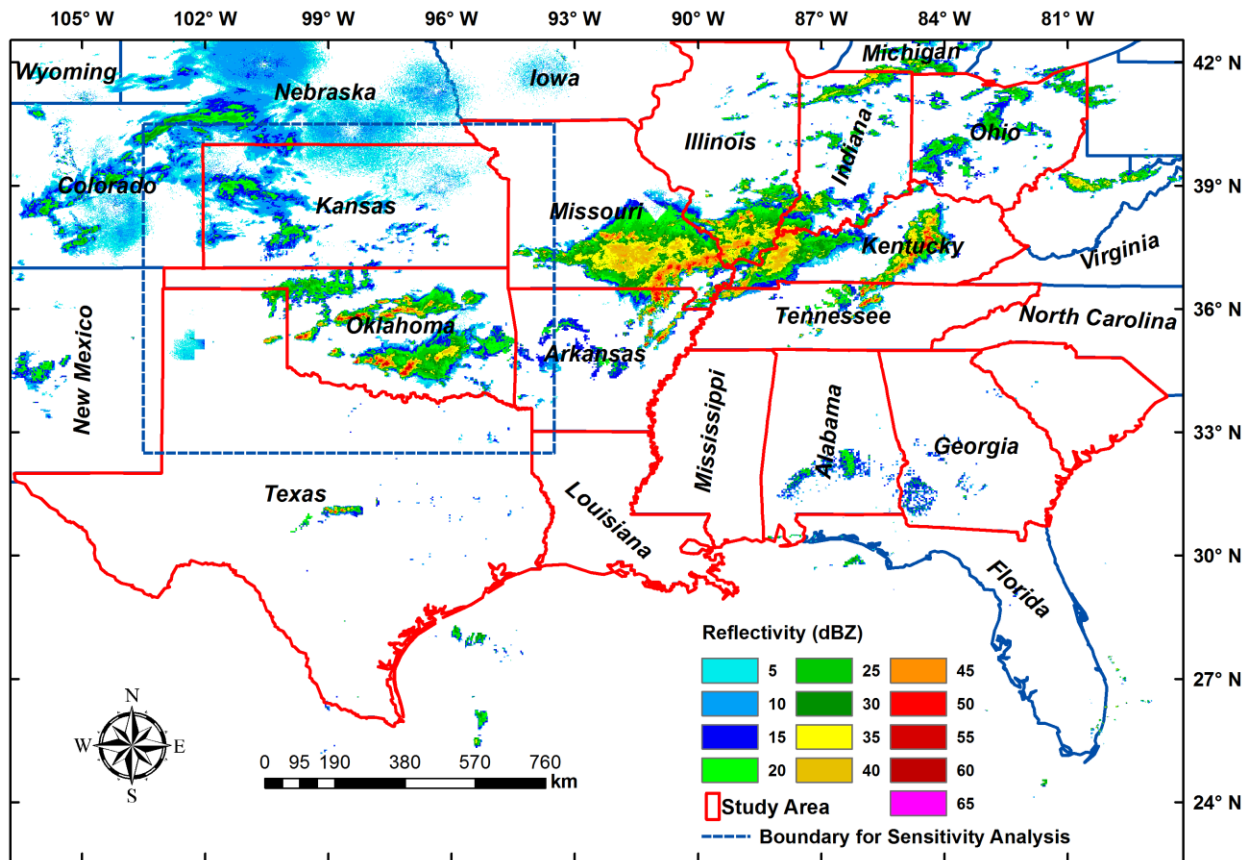 105° W 102° W 99° W 96° W 93° W 90° W 87° W 84° W 81° W
Wyoming
Nebraska
Iowa
Michigan
42° N
Illinois
Indiana
Ohio
Colorado
Kansas
Missouri
39° N
Kentucky
Virginia
New Mexico
Oklahoma
Arkansas
Tennessee
North Carolina
36° N
Mississippi
Alabama
Georgia
33° N
Texas
Louisiana
30° N
Florida
Reflectivity (dBZ)
5 25 45
10 30 50
15 35 55
20 40 60
65
Study Area
Boundary for Sensitivity Analysis
27° N
24° N
N
W E
S
0 95 190 380 570 760
km